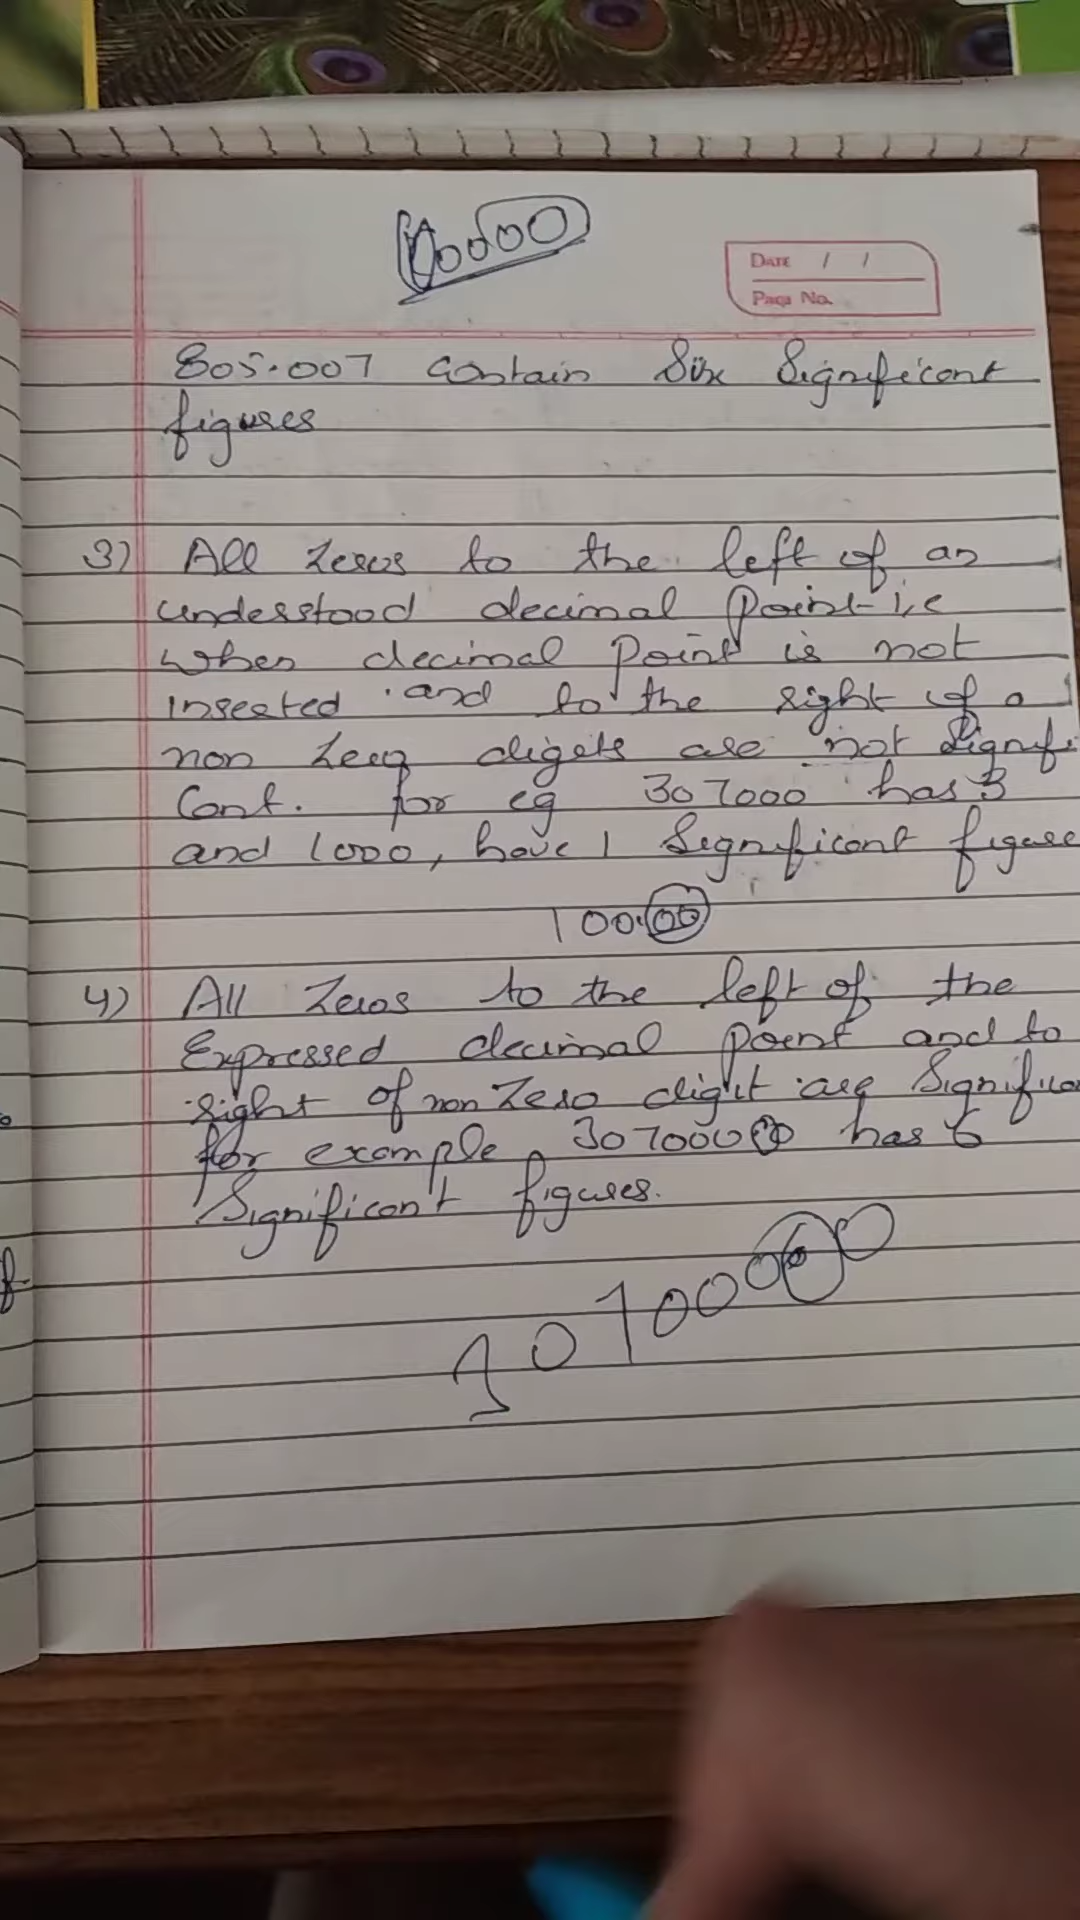 Date / /
Page No.
805.007 contain Six Significant
figures
3) All zeros to the left of an
understood decimal Point i,e
when decimal Point is not
inserted and to the right of a
non Zero digits are not Signifi
Cant. for eg 307000 has 3
and 1000, have 1 Significant figure
100.00
4) All Zeros to the left of the
Expressed decimal point and to
right of non Zero digit are Significa
for example, has 6
Significant figures.